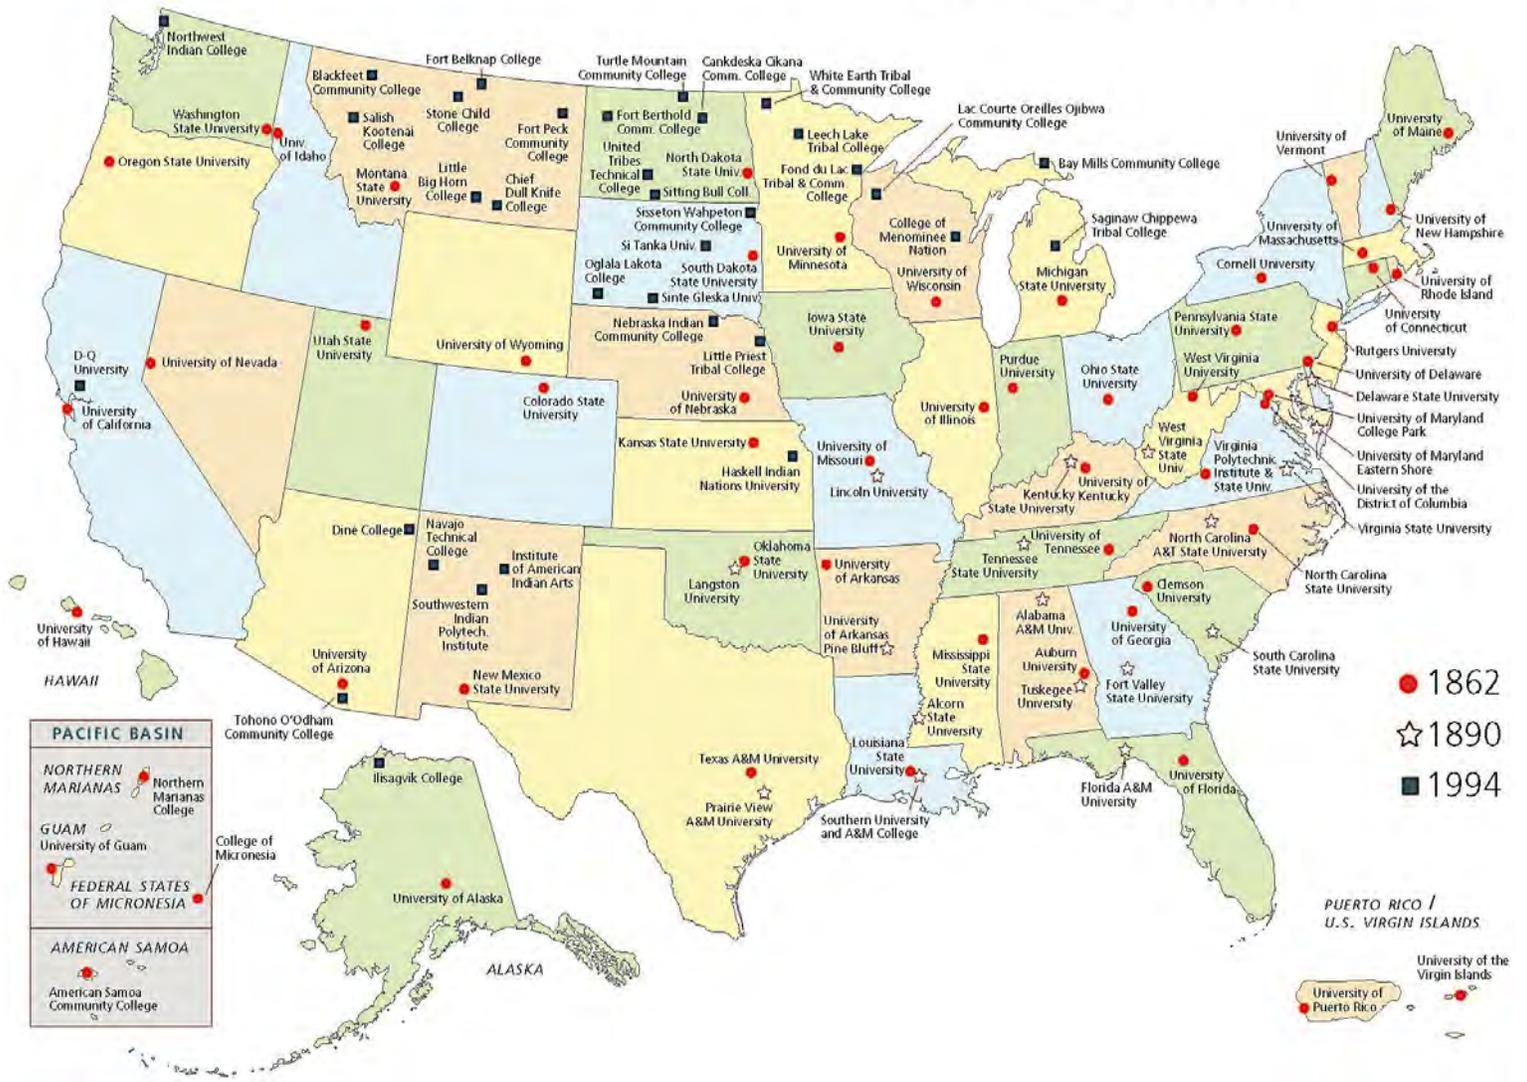 Northwest
Indian College
Washington
State University
Univ.
of Idaho
Oregon State University
Blackfeet
Community College
Fort Belknap College
Salish
Kootenai
College
Stone Child
College
Fort Peck
Community
College
Montana
State
University
Little
Big Horn
College
Chief
Dull Knife
College
Turtle Mountain
Community College
Cankdeska Cikana
Comm. College
Fort Berthold
Comm. College
United
Tribes
Technical
College
North Dakota
State Univ.
Sitting Bull Coll.
White Earth Tribal
& Community College
Leech Lake
Tribal College
Fond du Lac
Tribal & Comm.
College
Lac Courte Oreilles Ojibwa
Community College
Bay Mills Community College
Sisseton Wahpeton
Community College
Si Tanka Univ.
Oglala Lakota
College
South Dakota
State University
Sinte Gleska Univ.
University of
Minnesota
College of
Menominee
Nation
University of
Wisconsin
Saginaw Chippewa
Tribal College
Michigan
State University
University of
Vermont
University
of Maine
University of
New Hampshire
University of
Massachusetts
Cornell University
University of
Rhode Island
University
of Connecticut
Pennsylvania State
University
Rutgers University
University of Delaware
Delaware State University
University of Maryland
College Park
University of Maryland
Eastern Shore
University of the
District of Columbia
Virginia State University
West Virginia
University
West
Virginia
State
Univ.
Virginia
Polytechnic
Institute &
State Univ.
D-Q
University
University
of California
University of Nevada
Utah State
University
University of Wyoming
Colorado State
University
Nebraska Indian
Community College
Little Priest
Tribal College
University
of Nebraska
Iowa State
University
Kansas State University
Haskell Indian
Nations University
University of
Missouri
Lincoln University
University
of Illinois
Purdue
University
Ohio State
University
Kentucky
State University
University of
Kentucky
University of
Tennessee
Tennessee
State University
North Carolina
A&T State University
North Carolina
State University
Clemson
University
South Carolina
State University
Dine College
Navajo
Technical
College
Institute
of American
Indian Arts
Southwestern
Indian
Polytech.
Institute
New Mexico
State University
University
of Arizona
Tohono O'Odham
Community College
Oklahoma
State
University
Langston
University
University
of Arkansas
University
of Arkansas
Pine Bluff
Mississippi
State
University
Alcorn
State
University
Alabama
A&M Univ.
Auburn
University
Tuskegee
University
University
of Georgia
Fort Valley
State University
Texas A&M University
Prairie View
A&M University
Louisiana
State
University
Southern University
and A&M College
Florida A&M
University
University
of Florida
University
of Hawaii
HAWAII
PACIFIC BASIN
NORTHERN
MARIANAS
Northern
Marianas
College
GUAM
University of Guam
College of
Micronesia
FEDERAL STATES
OF MICRONESIA
AMERICAN SAMOA
American Samoa
Community College
Ilisagvik College
University of Alaska
ALASKA
1862
1890
1994
PUERTO RICO /
U.S. VIRGIN ISLANDS
University of the
Virgin Islands
University of
Puerto Rico